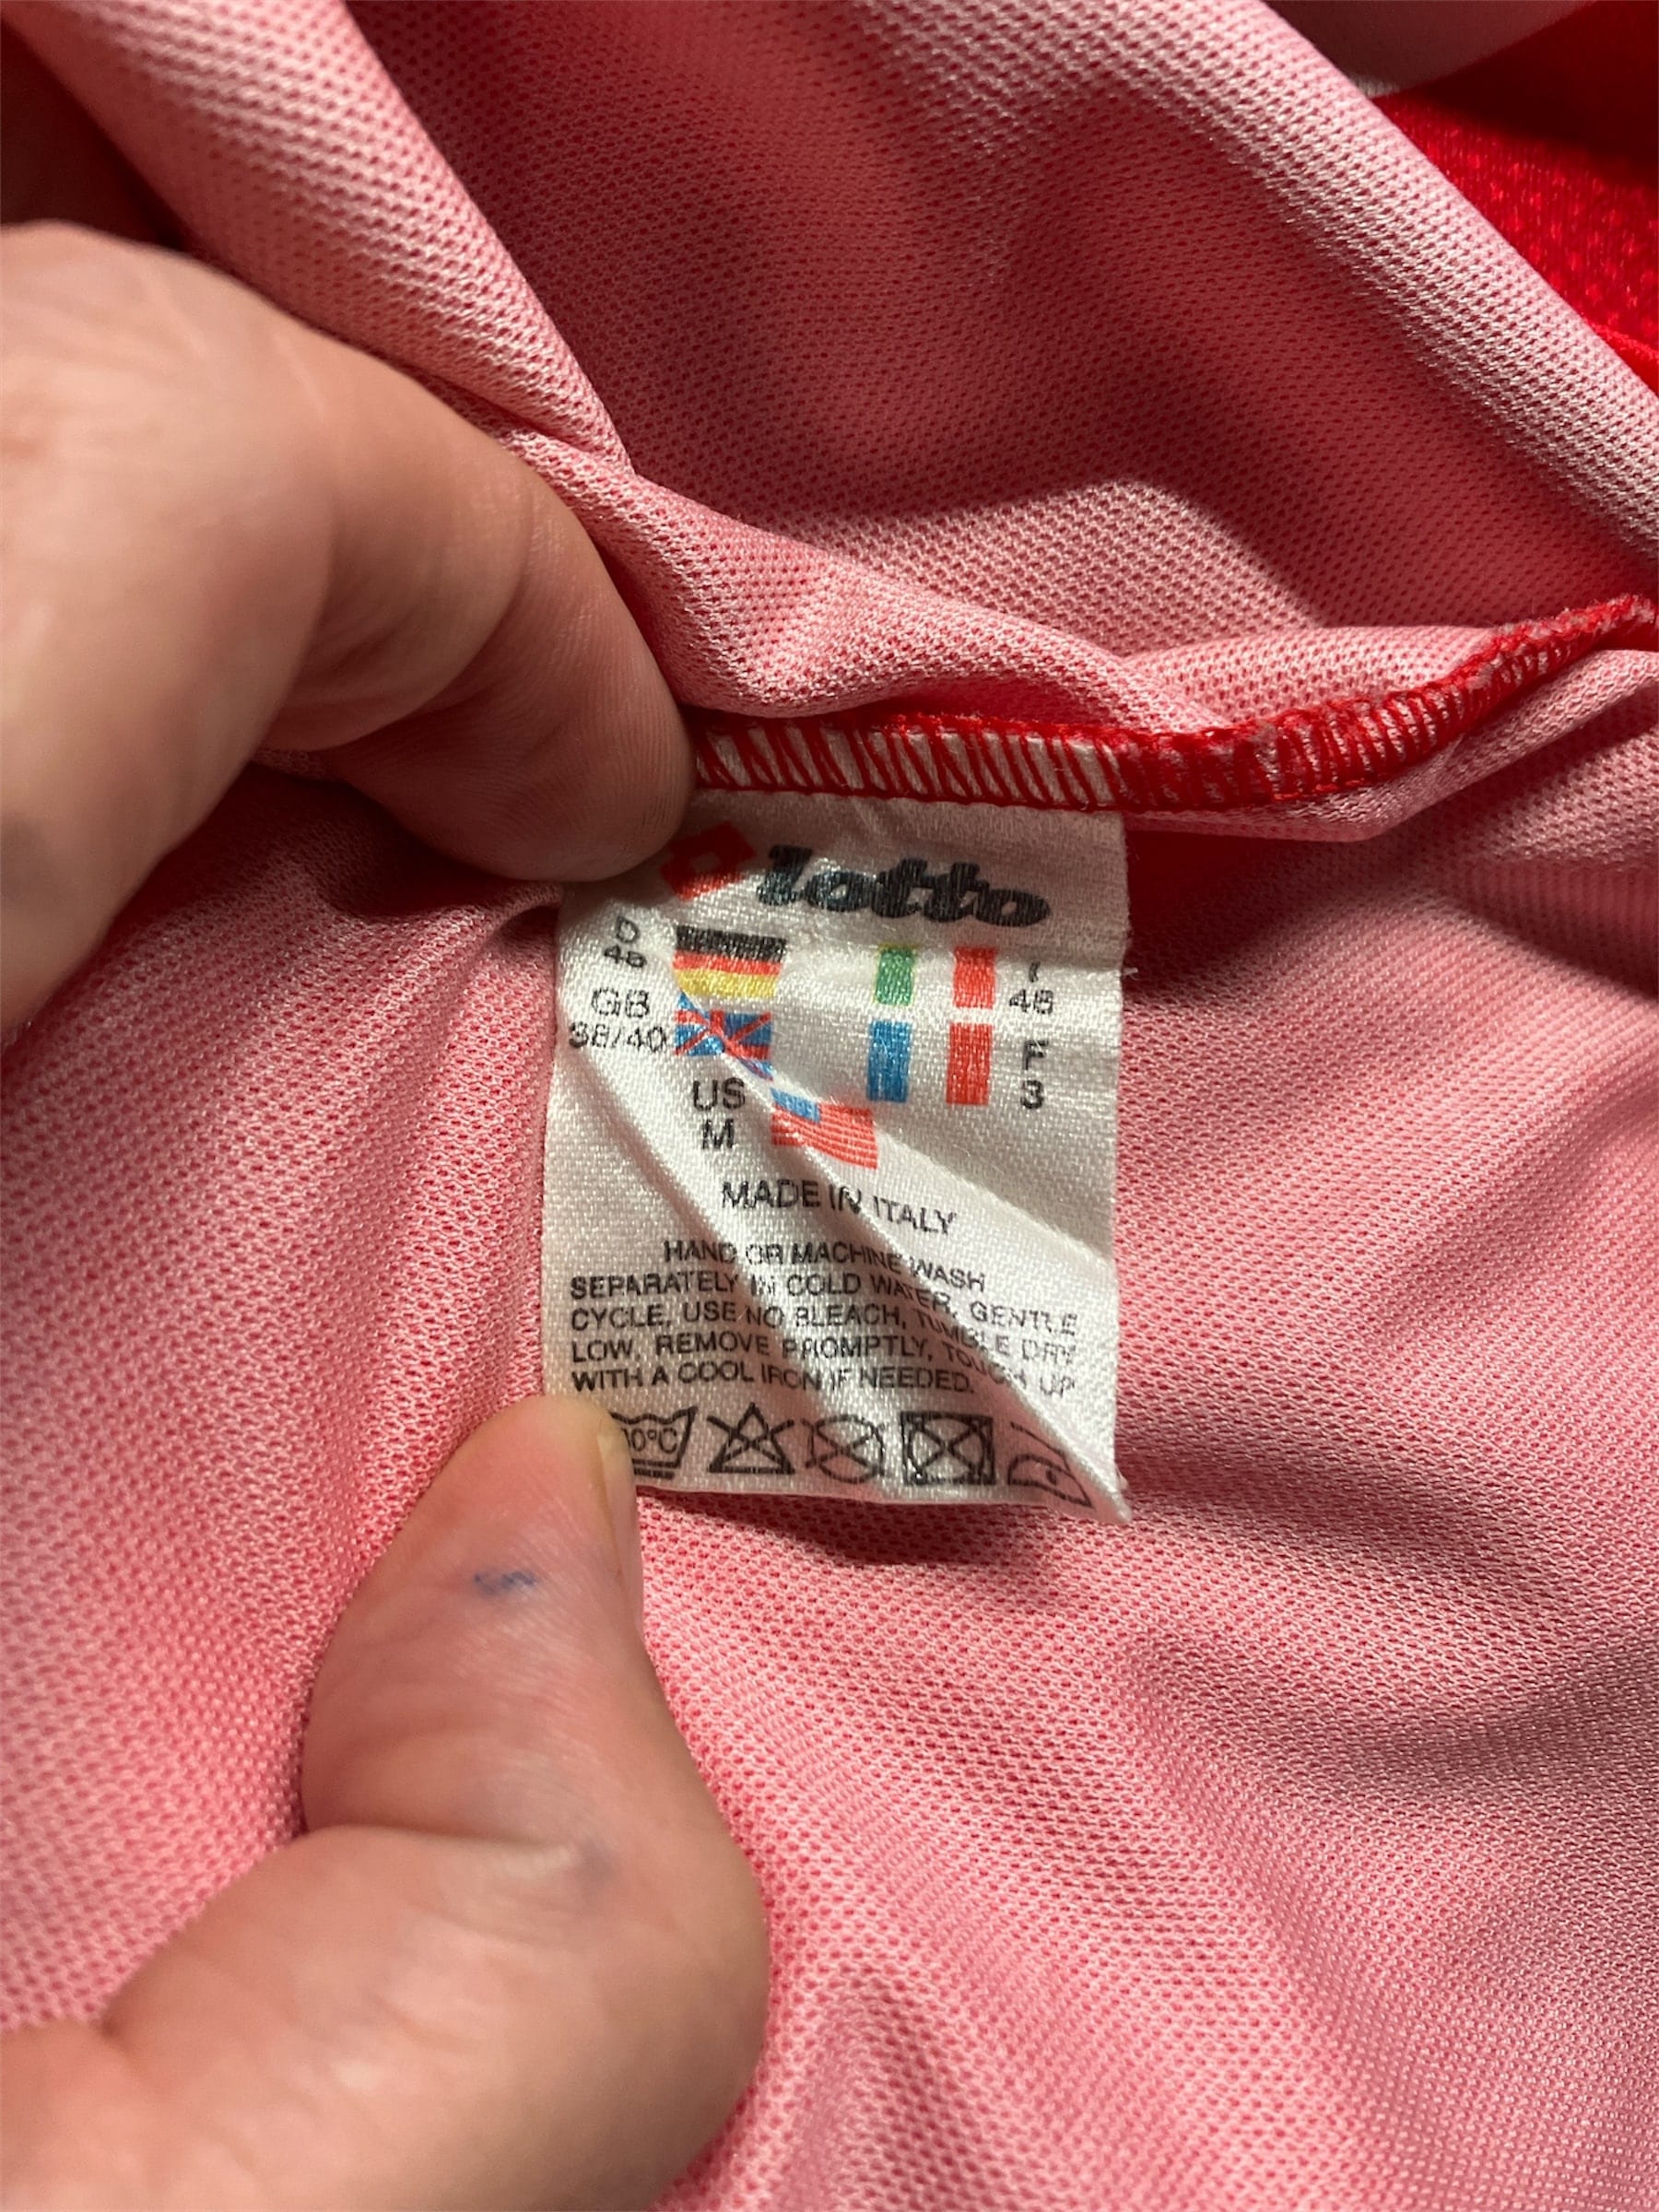 lotto
D
48
I
48
GB
38/40
F
3
US
M
MADE IN ITALY
HAND OR MACHINE WASH
SEPARATELY IN COLD WATER, GENTLE
CYCLE, USE NO BLEACH, TUMBLE DRY
LOW, REMOVE PROMPTLY, TOUCH UP
WITH A COOL IRON IF NEEDED.